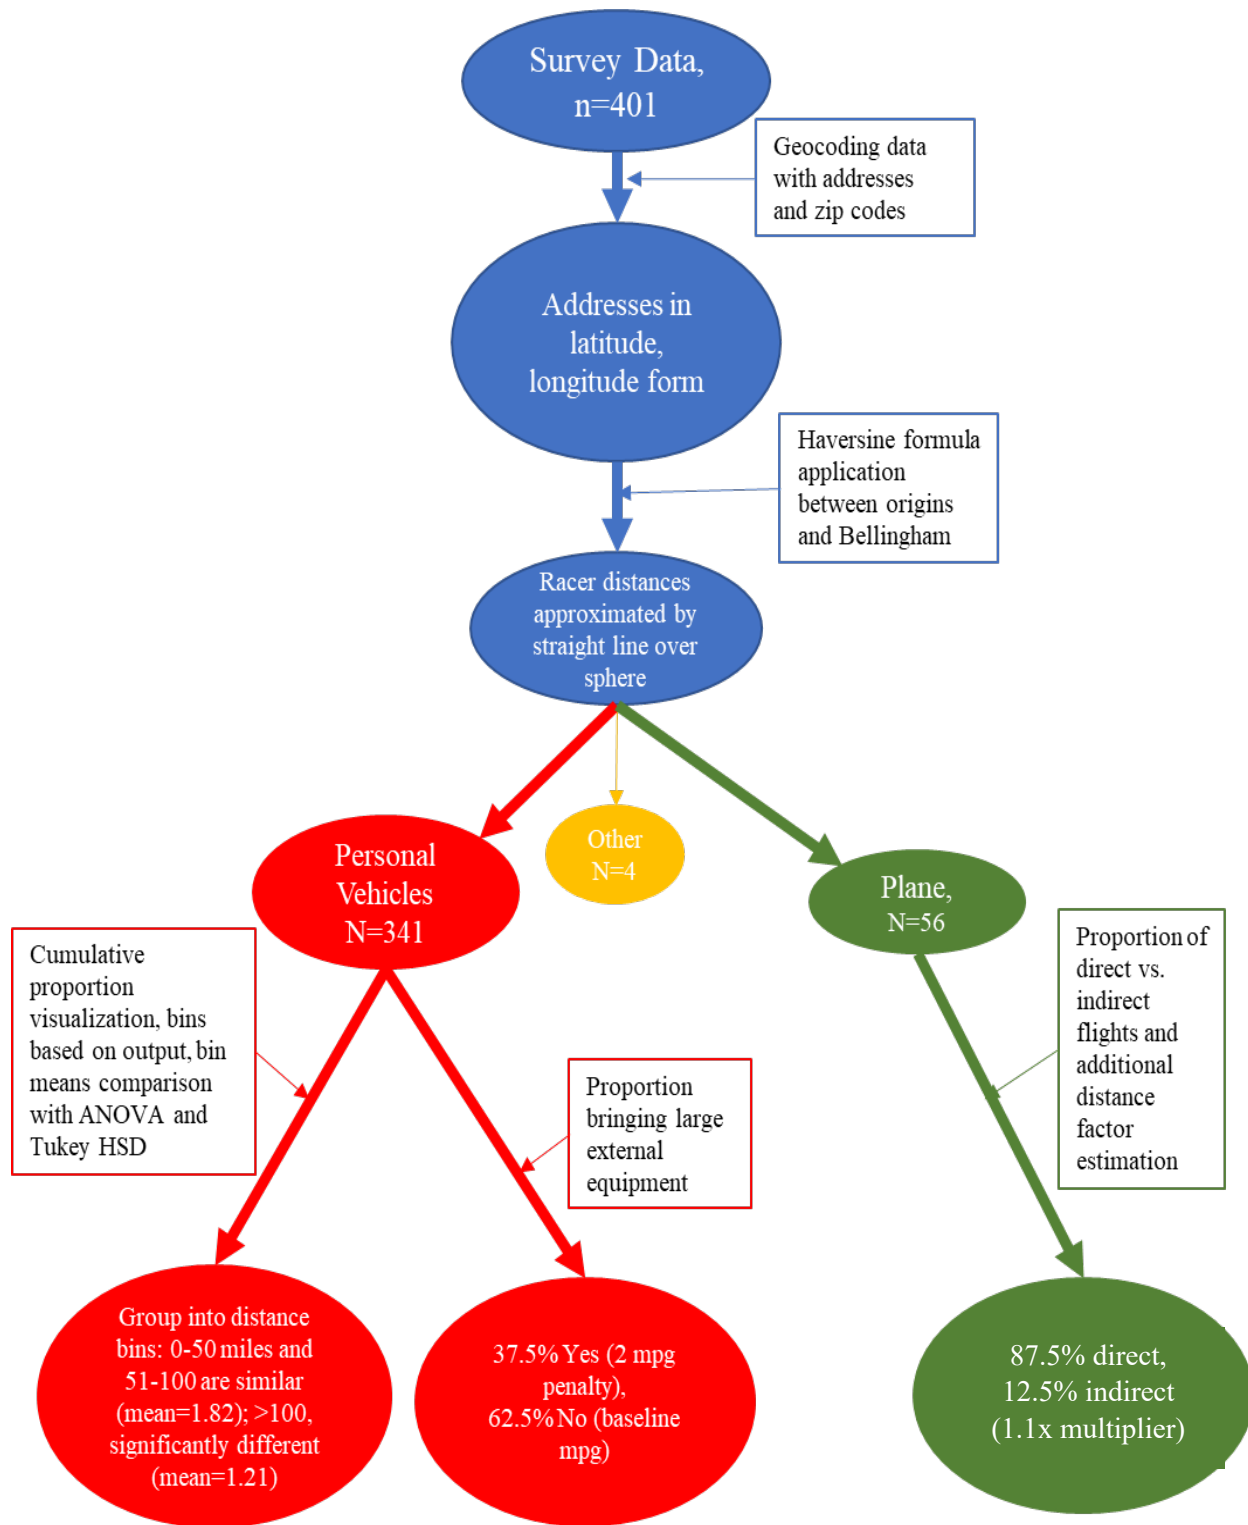 Survey Data,
n=401
Geocoding data
with addresses
and zip codes
Addresses in
latitude,
longitude form
Haversine formula
application
between origins
and Bellingham
Racer distances
approximated by
straight line over
sphere
Personal
Vehicles
N=341
Other
N=4
Plane,
N=56
Cumulative
proportion
visualization, bins
based on output, bin
means comparison
with ANOVA and
Tukey HSD
Proportion
bringing large
external
equipment
Proportion of
direct vs.
indirect
flights and
additional
distance
factor
estimation
Group into distance
bins: 0-50 miles and
51-100 are similar
(mean=1.82); >100,
significantly different
(mean=1.21)
37.5% Yes (2 mpg
penalty),
62.5% No (baseline
mpg)
87.5% direct,
12.5% indirect
(1.1x multiplier)